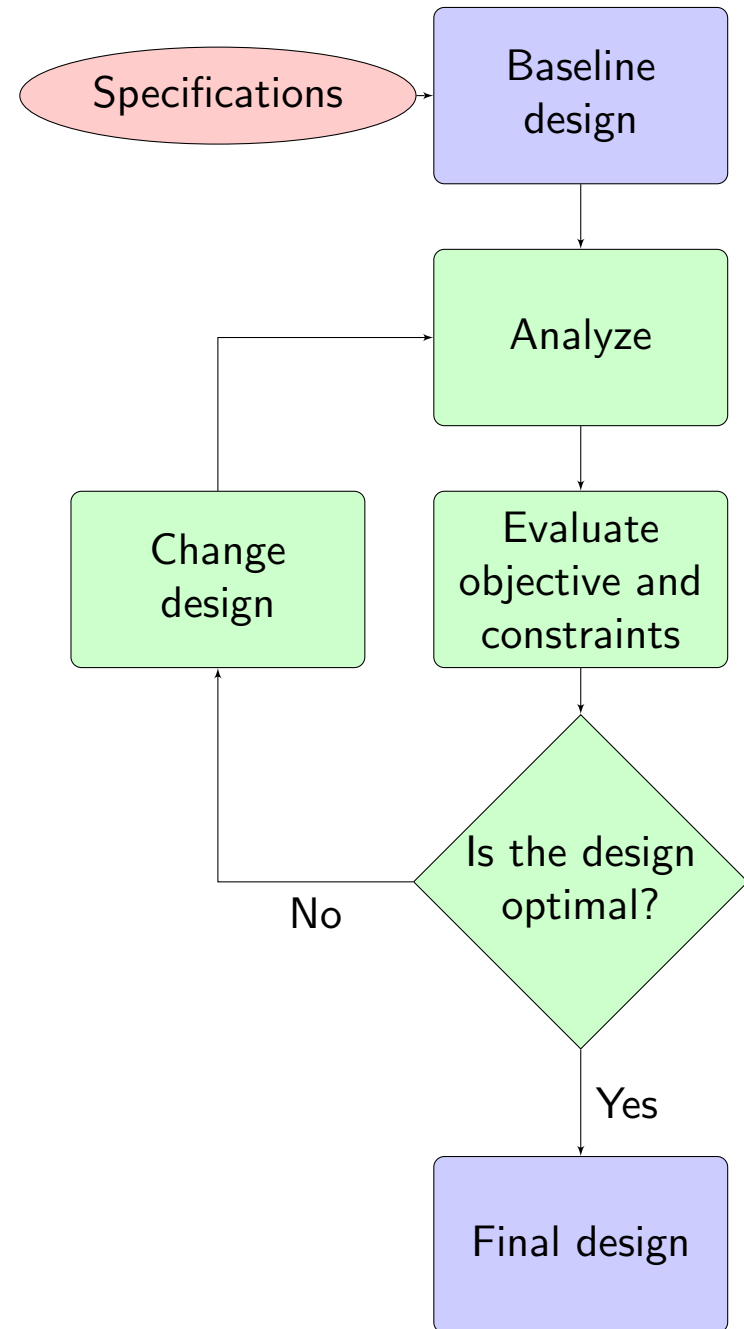 Specifications
Baseline
design
Analyze
Change
design
Evaluate
objective and
constraints
Is the design
optimal?
No
Yes
Final design